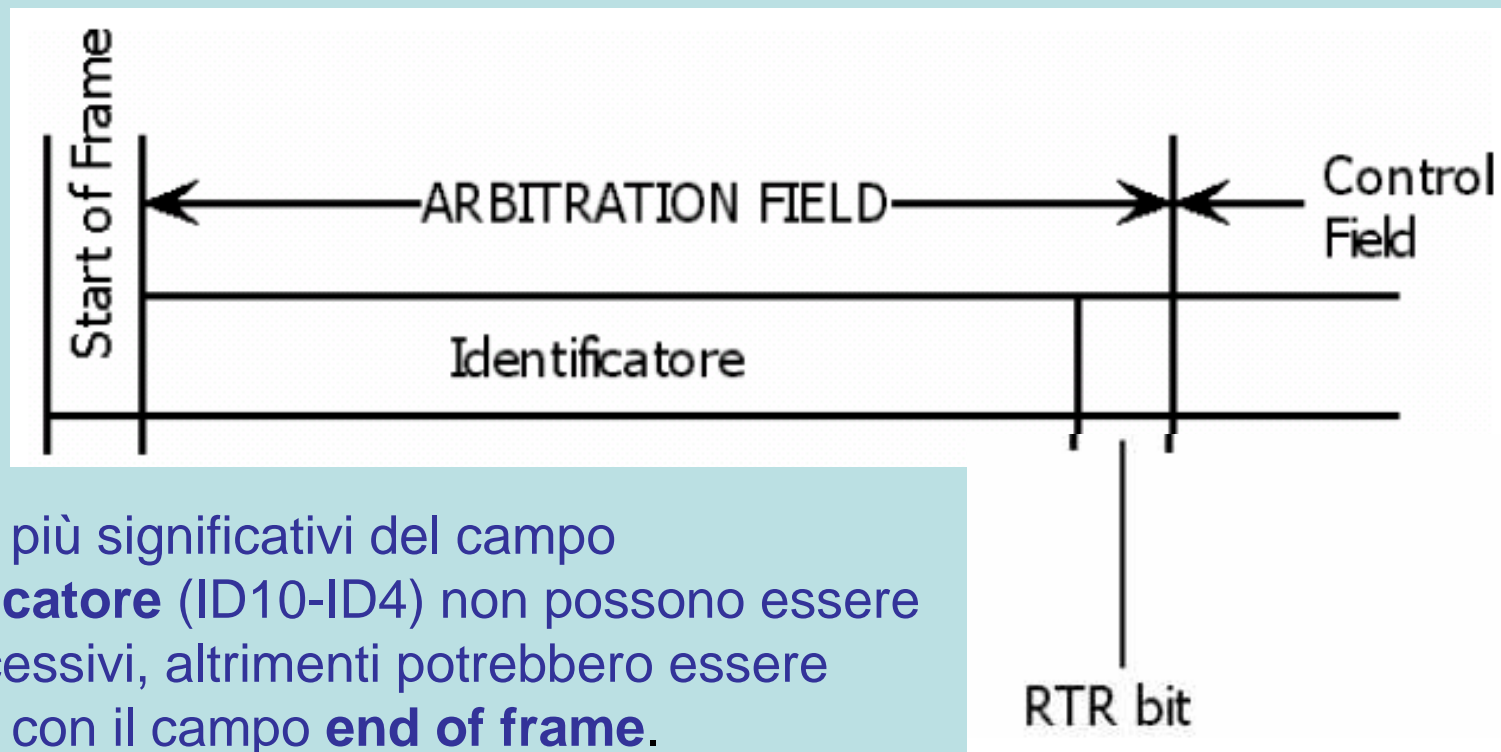 Start of Frame
ARBITRATION FIELD
Control
Field
Identificatore
più significativi del campo
catore (ID10-ID4) non possono essere
cessivi, altrimenti potrebbero essere
con il campo end of frame.
RTR bit